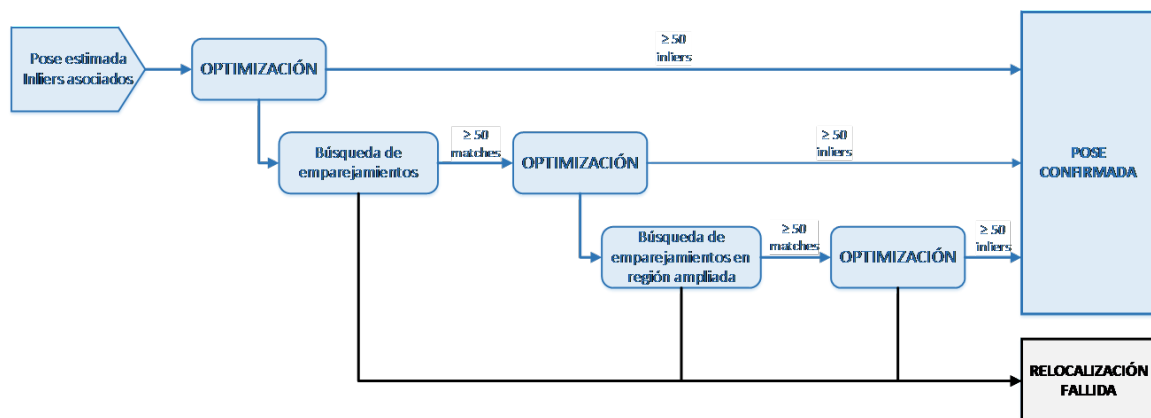 ≥ 50
inliers
Pose estimada
Inliers asociados
OPTIMIZACIÓN
≥ 50
matches
≥ 50
inliers
Búsqueda de
emparejamientos
OPTIMIZACIÓN
POSE
CONFIRMADA
≥ 50
matches
≥ 50
inliers
Búsqueda de
emparejamientos en
región ampliada
OPTIMIZACIÓN
RELOCALIZACIÓN
FALLIDA